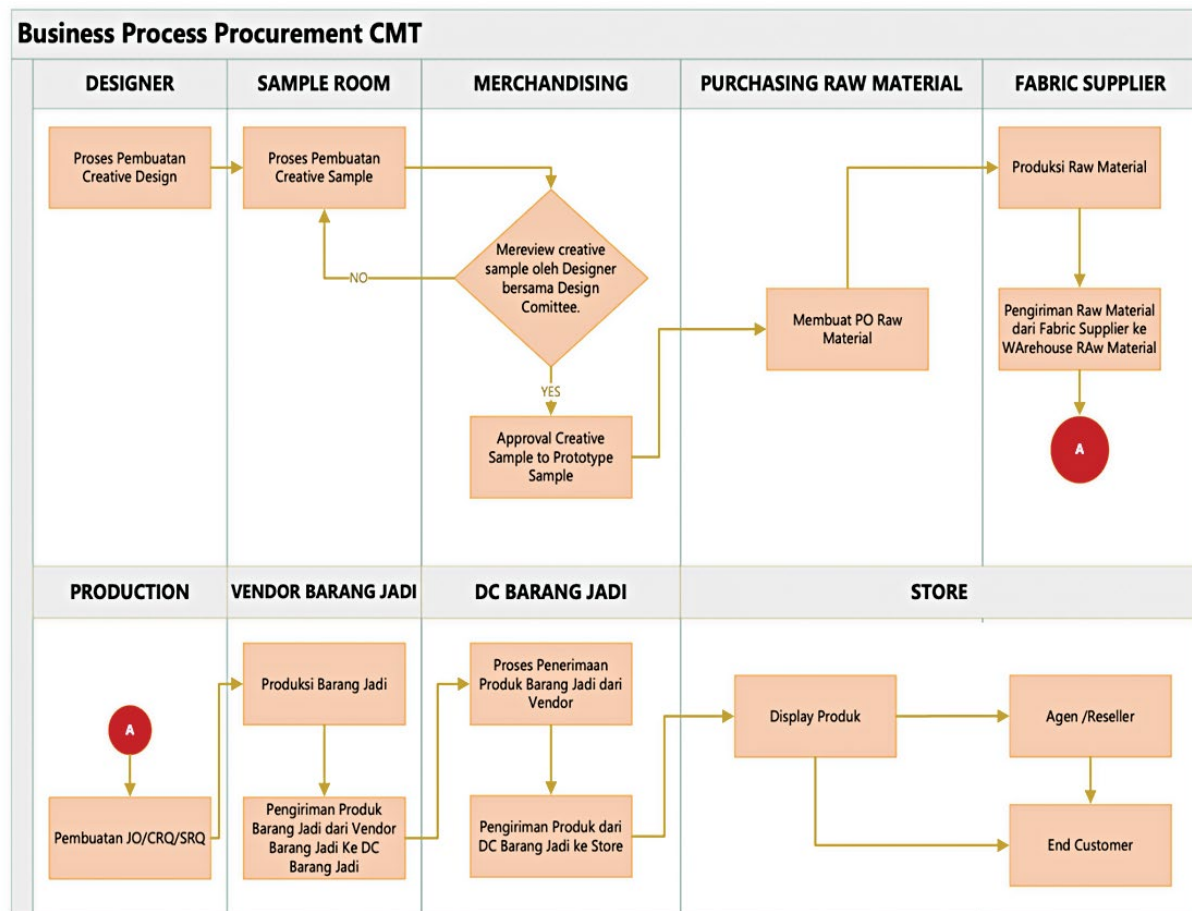 Business Process Procurement CMT
DESIGNER
SAMPLE ROOM
MERCHANDISING
PURCHASING RAW MATERIAL
FABRIC SUPPLIER
Proses Pembuatan
Creative Design
Proses Pembuatan
Creative Sample
Mereview creative
sample oleh Designer
bersama Design
Comittee.
NO
YES
Approval Creative
Sample to Prototype
Sample
Membuat PO Raw
Material
Produksi Raw Material
Pengiriman Raw Material
dari Fabric Supplier ke
WArehouse RAw Material
A
PRODUCTION
VENDOR BARANG JADI
DC BARANG JADI
STORE
A
Pembuatan JO/CRQ/SRQ
Produksi Barang Jadi
Pengiriman Produk
Barang Jadi dari Vendor
Barang Jadi Ke DC
Barang Jadi
Proses Penerimaan
Produk Barang Jadi dari
Vendor
Pengiriman Produk dari
DC Barang Jadi ke Store
Display Produk
Agen /Reseller
End Customer